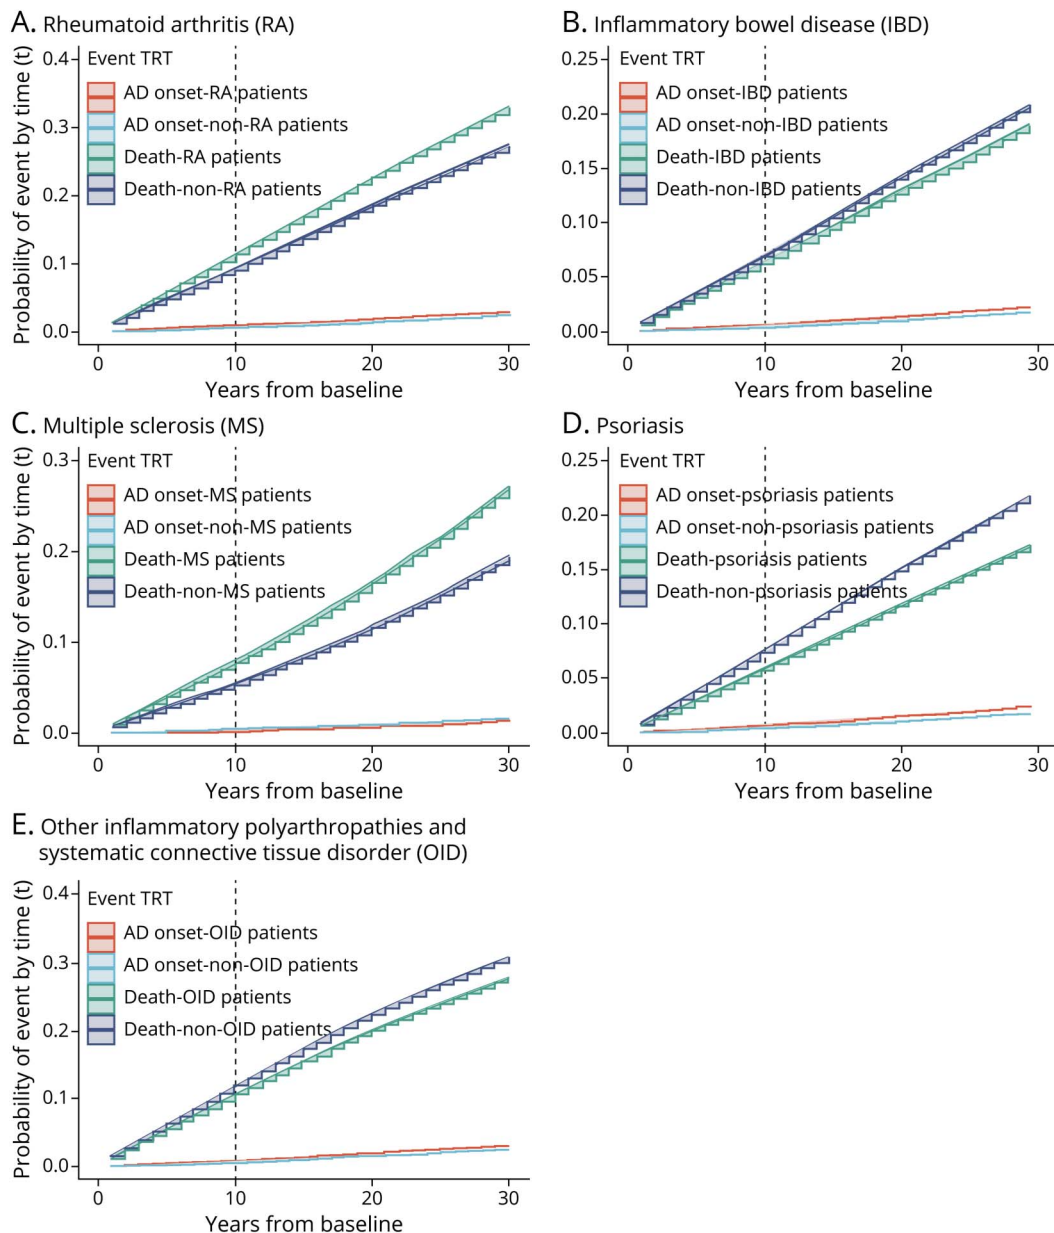 A. Rheumatoid arthritis (RA)
Probability of event by time (t)
0.4
0.3
0.2
0.1
0.0
Event TRT
AD onset-RA patients
AD onset-non-RA patients
Death-RA patients
Death-non-RA patients
0 10 20 30
Years from baseline
B. Inflammatory bowel disease (IBD)
Probability of event by time (t)
0.25
0.20
0.15
0.10
0.05
0.00
Event TRT
AD onset-IBD patients
AD onset-non-IBD patients
Death-IBD patients
Death-non-IBD patients
0 10 20 30
Years from baseline
C. Multiple sclerosis (MS)
Probability of event by time (t)
0.3
0.2
0.1
0.0
Event TRT
AD onset-MS patients
AD onset-non-MS patients
Death-MS patients
Death-non-MS patients
0 10 20 30
Years from baseline
D. Psoriasis
Probability of event by time (t)
0.25
0.20
0.15
0.10
0.05
0.00
Event TRT
AD onset-psoriasis patients
AD onset-non-psoriasis patients
Death-psoriasis patients
Death-non-psoriasis patients
0 10 20 30
Years from baseline
E. Other inflammatory polyarthropathies and
systematic connective tissue disorder (OID)
Probability of event by time (t)
0.4
0.3
0.2
0.1
0.0
Event TRT
AD onset-OID patients
AD onset-non-OID patients
Death-OID patients
Death-non-OID patients
0 10 20 30
Years from baseline